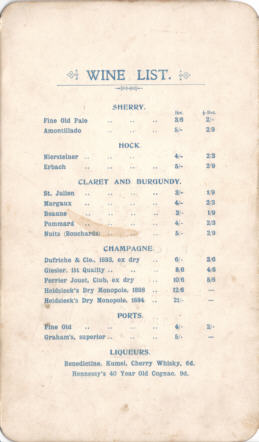 WINE LIST.
Bot. ½-Bot.
SHERRY.
Fine Old Pale .. .. .. 3/6 2/-
Amontillado .. .. .. 5/- 2/9
HOCK
Niersteiner .. .. .. .. 4/- 2/3
Erbach .. .. .. .. 5/- 2/9
CLARET AND BURGUNDY.
St. Julien .. .. .. .. 3/- 1/9
Margaux .. .. .. .. 4/- 2/3
Beaune .. .. .. .. 3/- 1/9
Pommard .. .. .. .. 4/- 2/3
Nuits (Bouchards) .. .. .. 5/- 2/9
CHAMPAGNE.
Dufriche & Cie., 1893, ex dry .. 6/- 3/6
Giesler, 1st Quality .. .. .. 8/6 4/6
Perrier Jouet, Club, ex dry .. 10/6 5/6
Heidsieck's Dry Monopole, 1898 .. 12/6 —
Heidsieck's Dry Monopole, 1884 .. 21/- —
PORTS.
Fine Old .. .. .. .. 4/- 2/-
Graham's, superior .. .. .. 5/- —
LIQUEURS.
Benedictine, Kumel, Cherry Whisky, 6d.
Hennessy's 40 Year Old Cognac, 9d.